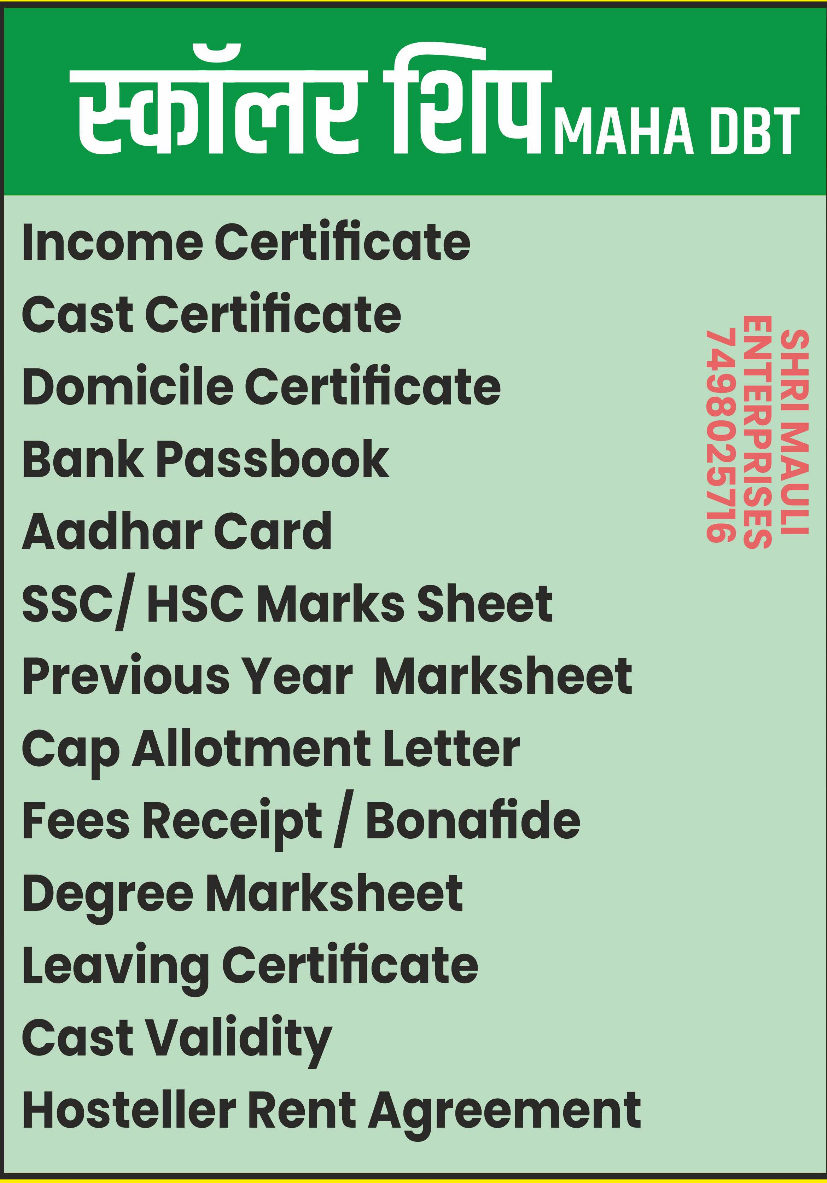 स्कॉलर शिप MAHA DBT
Income Certificate
Cast Certificate
Domicile Certificate
Bank Passbook
Aadhar Card
SSC/ HSC Marks Sheet
Previous Year  Marksheet
Cap Allotment Letter
Fees Receipt / Bonafide
Degree Marksheet
Leaving Certificate
Cast Validity
Hosteller Rent Agreement
SHRI MAULI
ENTERPRISES
7498025716